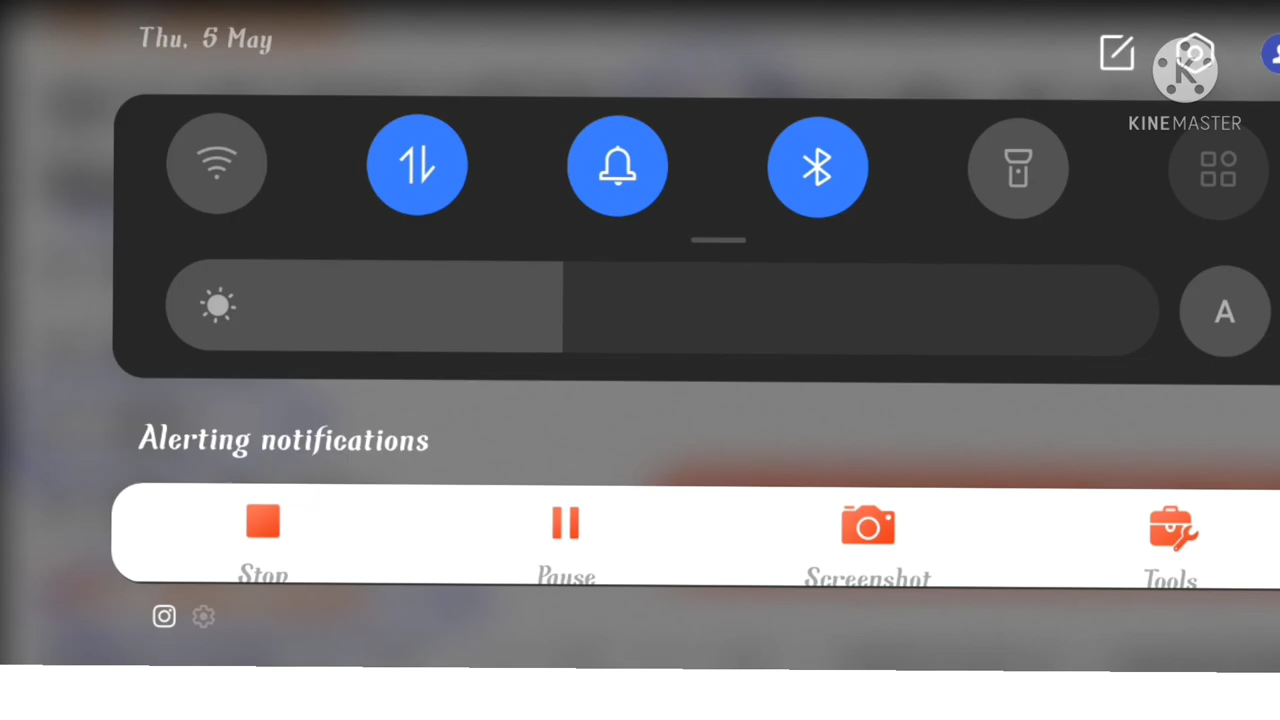 Thu, 5 May
KINEMASTER
A
Alerting notifications
Stop
Pause
Screenshot
Tools